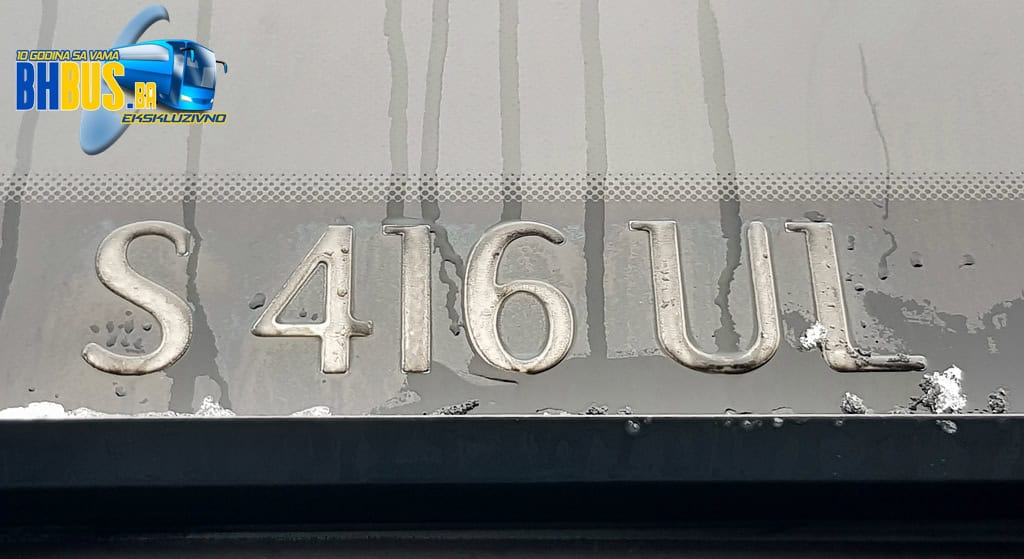 10 GODINA SA VAMA
BHBUS.BA
EKSKLUZIVNO
S 416 UL